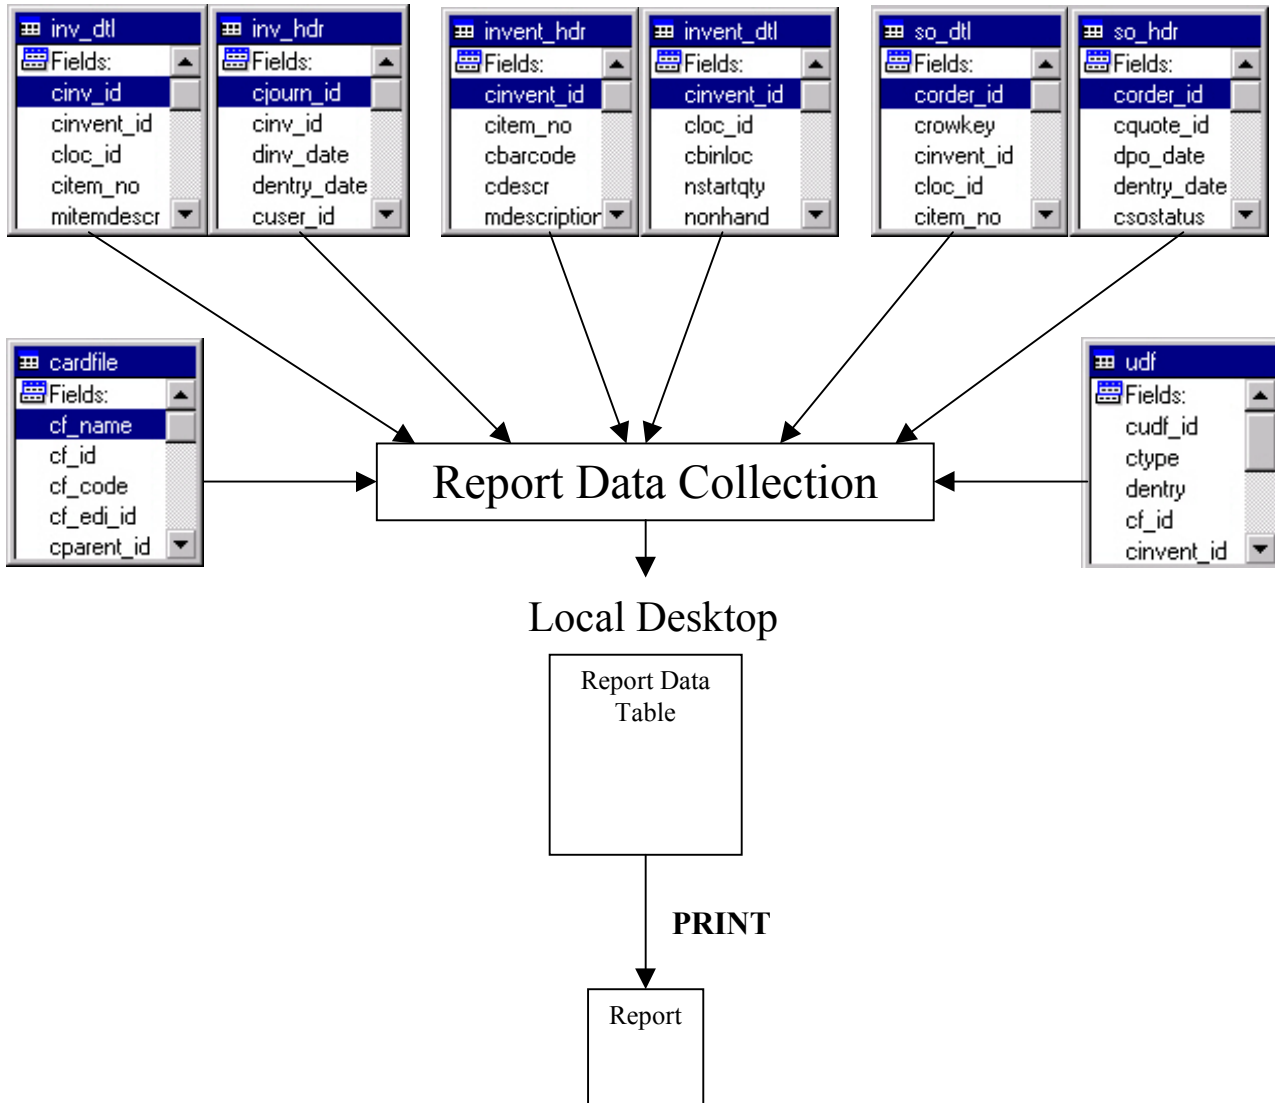 inv_dtl
Fields:
cinv_id
cinvent_id
cloc_id
citem_no
mitemdescr
inv_hdr
Fields:
cjourn_id
cinv_id
dinv_date
dentry_date
cuser_id
invent_hdr
Fields:
cinvent_id
citem_no
cbarcode
cdescr
mdescription
invent_dtl
Fields:
cinvent_id
cloc_id
cbinloc
nstartqty
nonhand
so_dtl
Fields:
corder_id
crowkey
cinvent_id
cloc_id
citem_no
so_hdr
Fields:
corder_id
cquote_id
dpo_date
dentry_date
csostatus
cardfile
Fields:
cf_name
cf_id
cf_code
cf_edi_id
cparent_id
Report Data Collection
udf
Fields:
cudf_id
ctype
dentry
cf_id
cinvent_id
Local Desktop
Report Data
Table
PRINT
Report